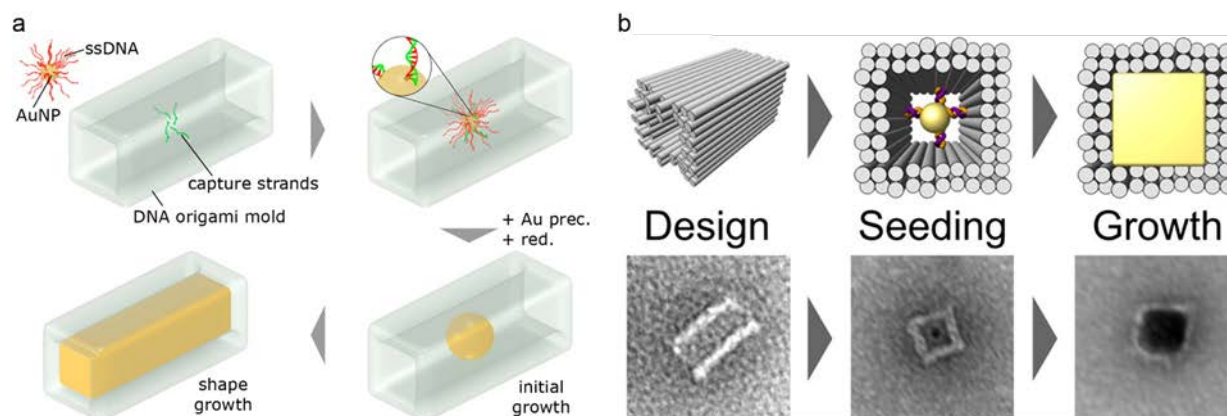 a
ssDNA
AuNP
capture strands
DNA origami mold
+ Au prec.
+ red.
shape
growth
initial
growth
b
Design
Seeding
Growth